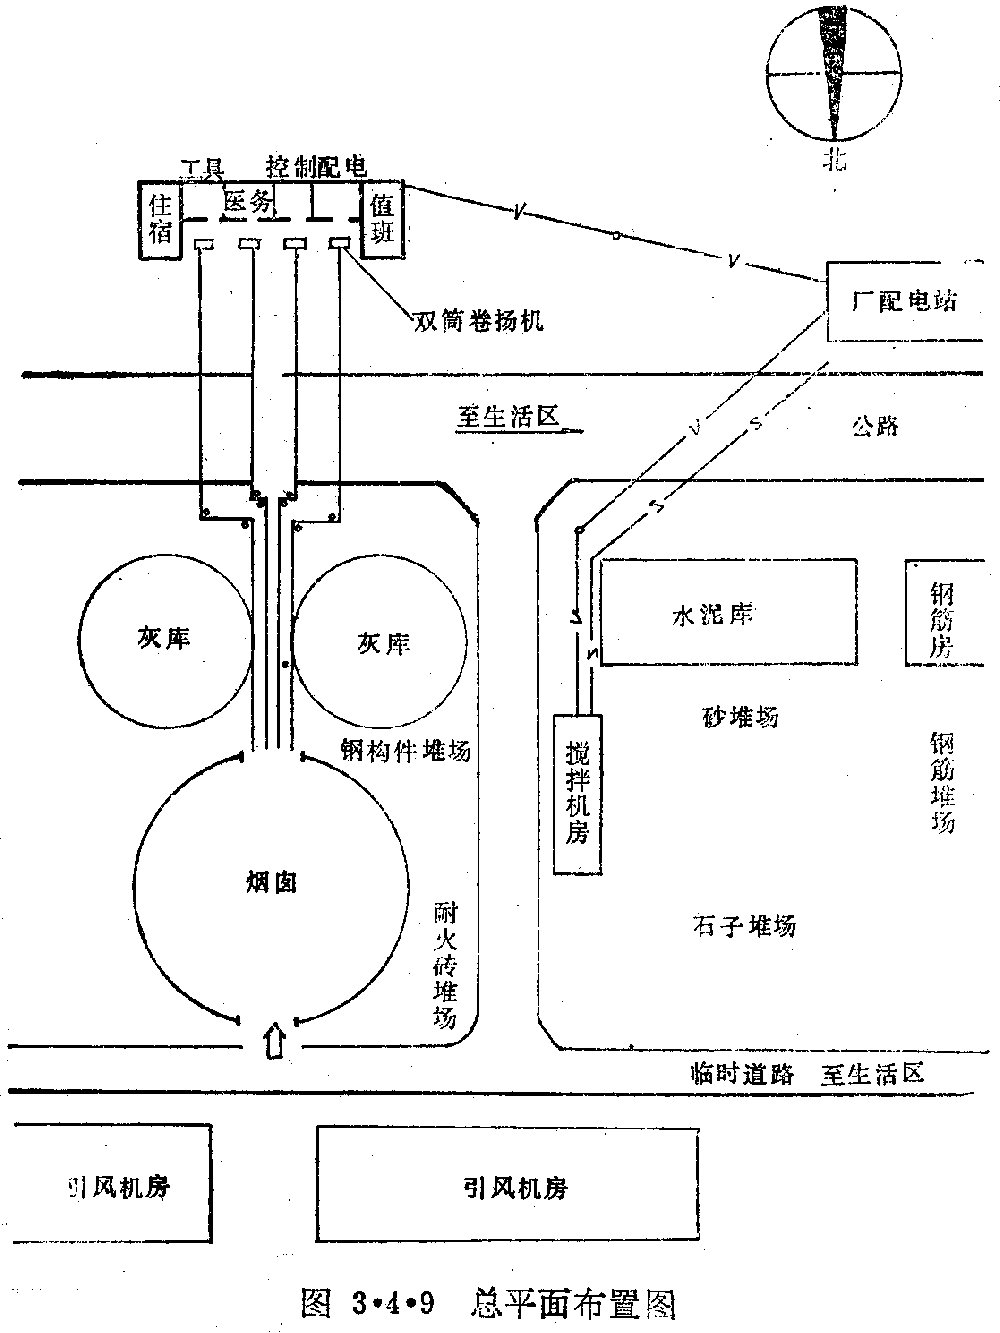 北
工具 控制配电
住宿
医务
值班
厂配电站
双筒卷扬机
至生活区
公路
V
V
V
S
S
灰库
灰库
水泥库
钢筋房
钢构件堆场
砂堆场
搅拌机房
钢筋堆场
烟囱
耐火砖堆场
石子堆场
临时道路 至生活区
引风机房
引风机房
图 3·4·9 总平面布置图